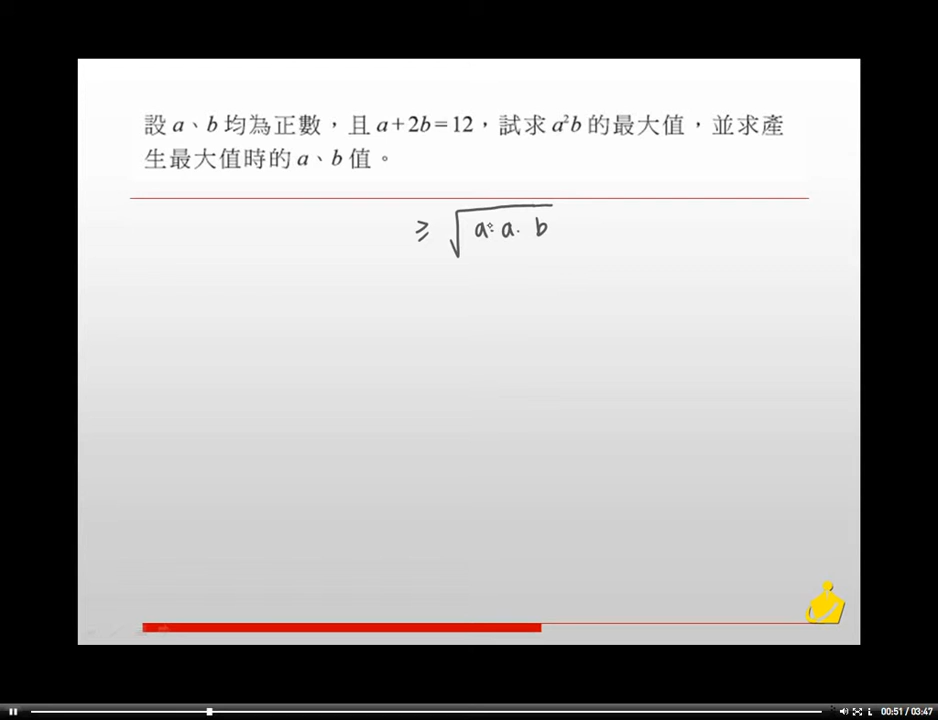 設 a、b 均為正數，且 a+2b=12，試求 a²b 的最大值，並求產
生最大值時的 a、b 值。
≥ √a·a·b
00:51 / 03:47